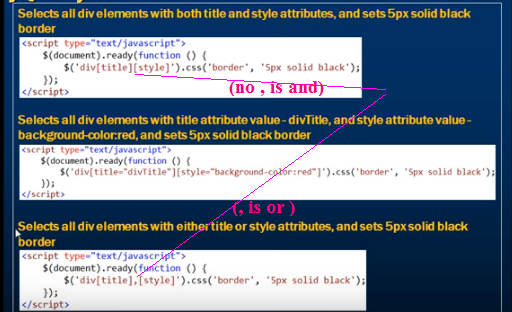 Selects all div elements with both title and style attributes, and sets 5px solid black
border
<script type="text/javascript">
$(document).ready(function () {
$('div[title][style]').css('border', '5px solid black');
});
</script>
(no , is and)
Selects all div elements with title attribute value - divTitle, and style attribute value -
background-color:red, and sets 5px solid black border
<script type="text/javascript">
$(document).ready(function () {
$('div[title="divTitle"][style="background-color:red"]').css('border', '5px solid black');
});
</script>
(, is or )
Selects all div elements with either title or style attributes, and sets 5px solid black
border
<script type="text/javascript">
$(document).ready(function () {
$('div[title],[style]').css('border', '5px solid black');
});
</script>